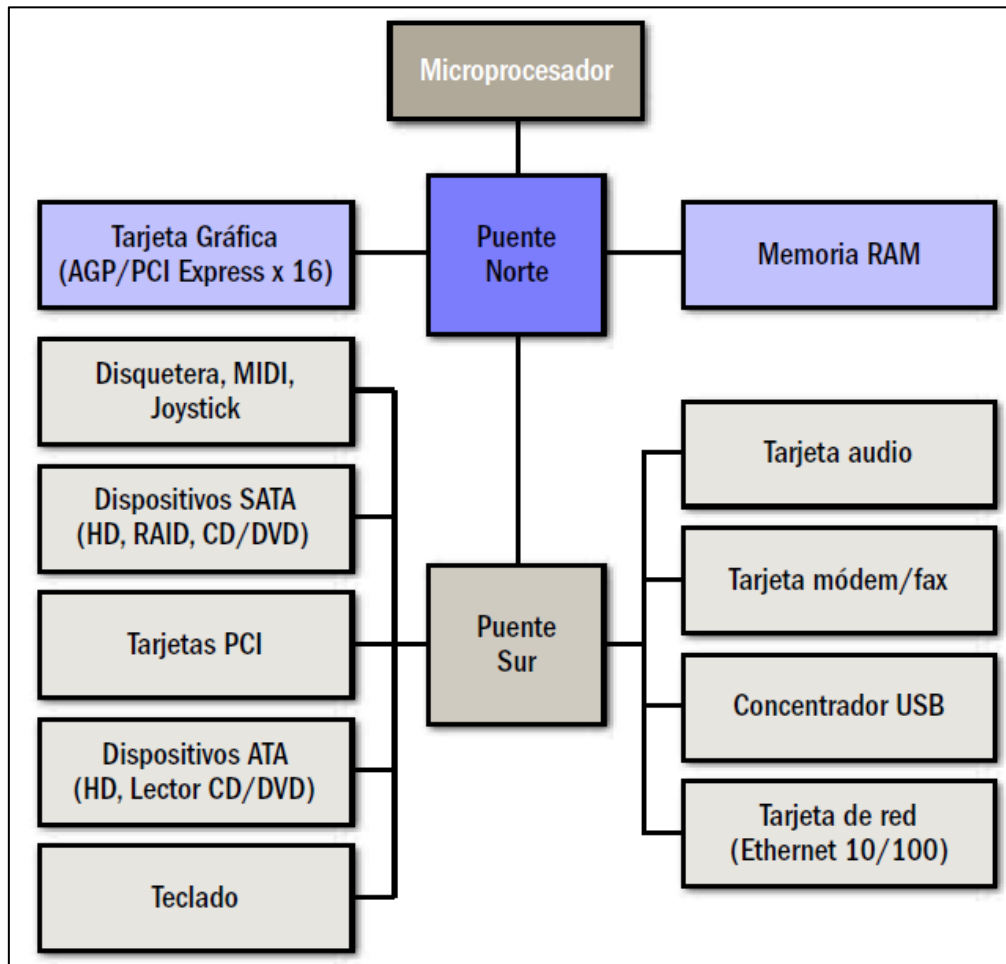 Microprocesador
Tarjeta Gráfica
(AGP/PCI Express x 16)
Puente
Norte
Memoria RAM
Disquetera, MIDI,
Joystick
Dispositivos SATA
(HD, RAID, CD/DVD)
Tarjetas PCI
Dispositivos ATA
(HD, Lector CD/DVD)
Teclado
Puente
Sur
Tarjeta audio
Tarjeta módem/fax
Concentrador USB
Tarjeta de red
(Ethernet 10/100)